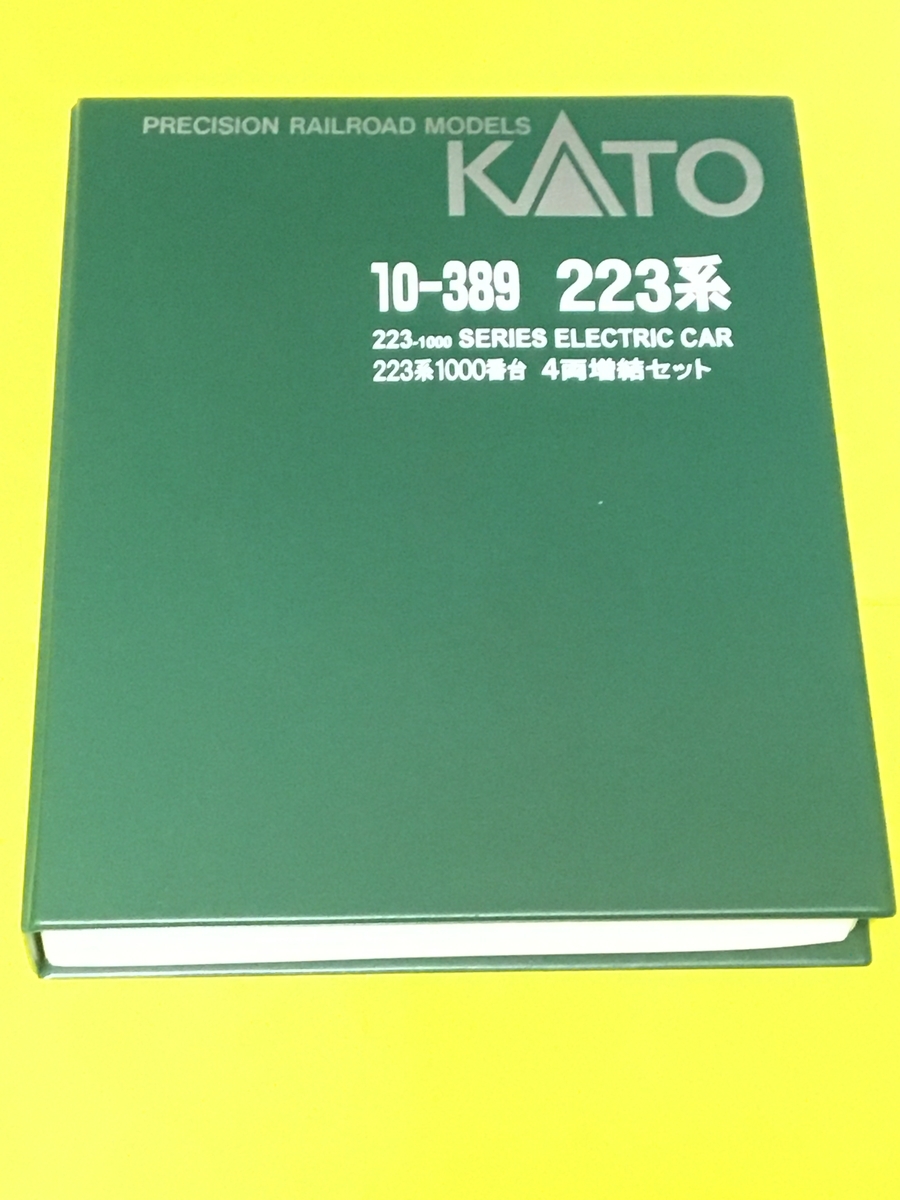 PRECISION RAILROAD MODELS
KATO
10-389 223系
223-1000 SERIES ELECTRIC CAR
223系1000番台 4両増結セット